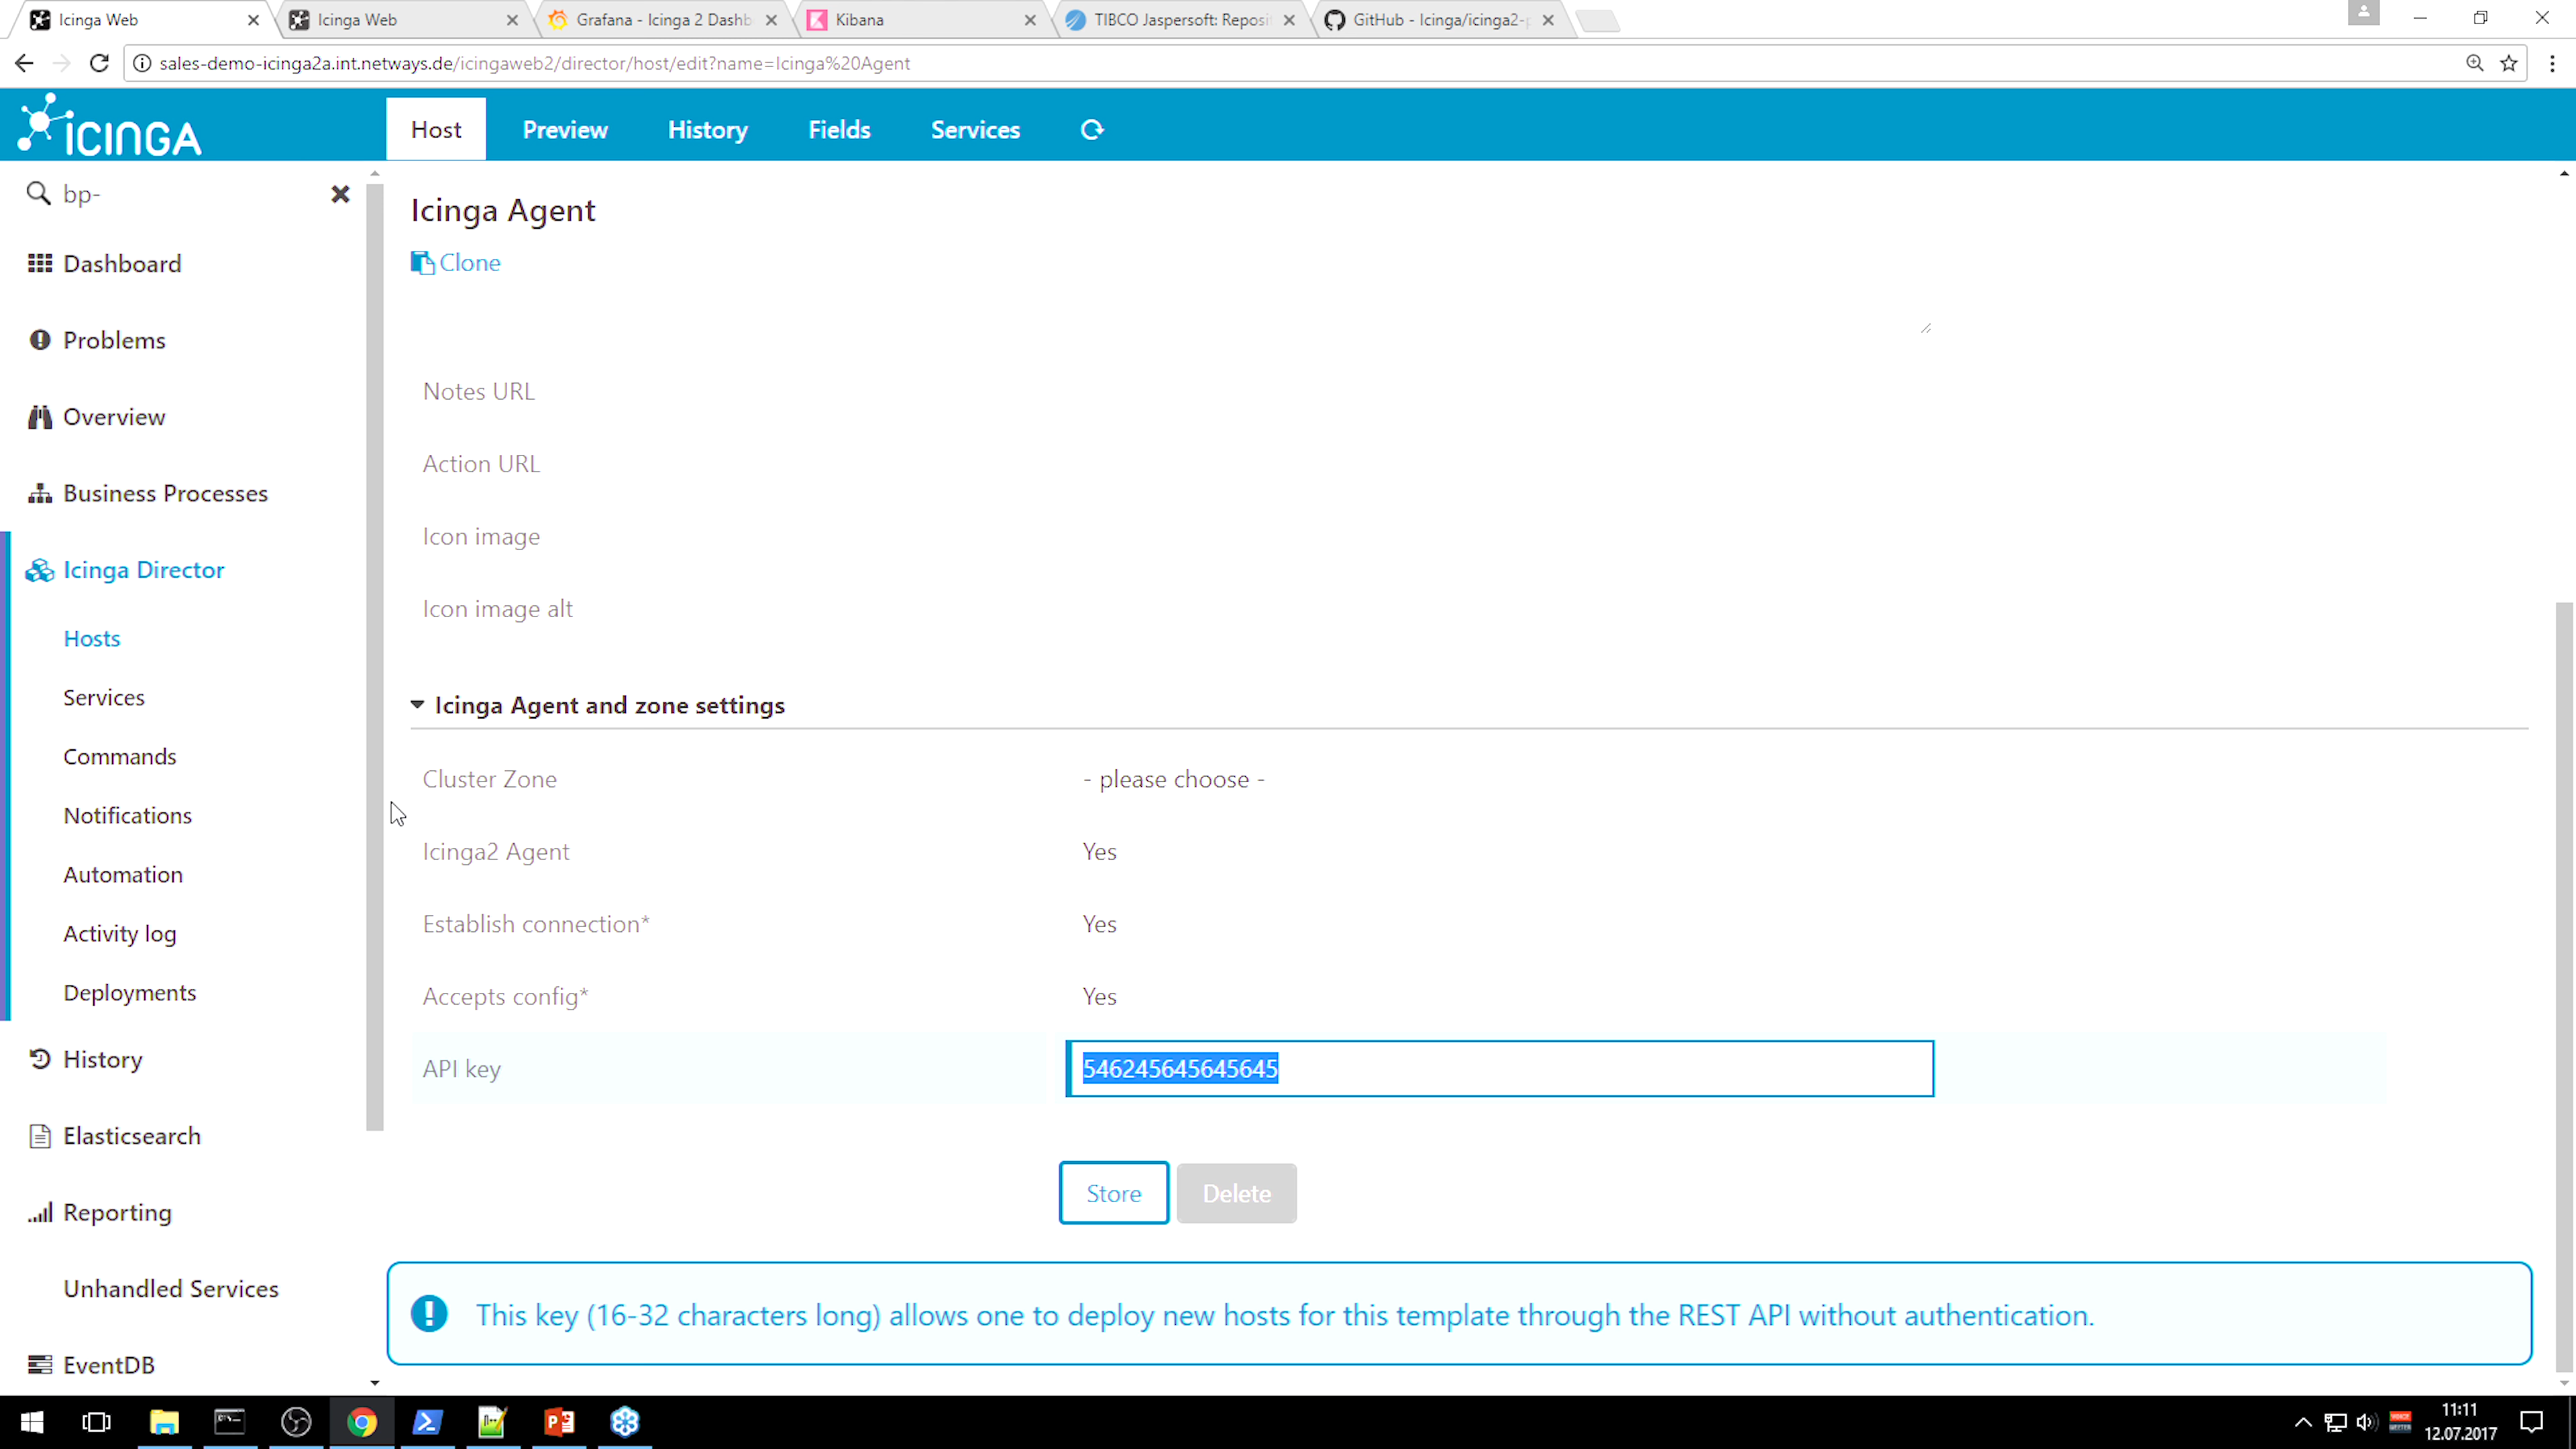 Icinga Web
Icinga Web
Grafana - Icinga 2 Dashb
Kibana
TIBCO Jaspersoft: Reposi
GitHub - Icinga/icinga2-p
sales-demo-icinga2a.int.netways.de/icingaweb2/director/host/edit?name=Icinga%20Agent
ICINGA
Host
Preview
History
Fields
Services
bp-
Dashboard
Problems
Overview
Business Processes
Icinga Director
Hosts
Services
Commands
Notifications
Automation
Activity log
Deployments
History
Elasticsearch
Reporting
Unhandled Services
EventDB
Icinga Agent
Clone
Notes URL
Action URL
Icon image
Icon image alt
Icinga Agent and zone settings
Cluster Zone
- please choose -
Icinga2 Agent
Yes
Establish connection*
Yes
Accepts config*
Yes
API key
546245645645645
Store
Delete
This key (16-32 characters long) allows one to deploy new hosts for this template through the REST API without authentication.
11:11
12.07.2017